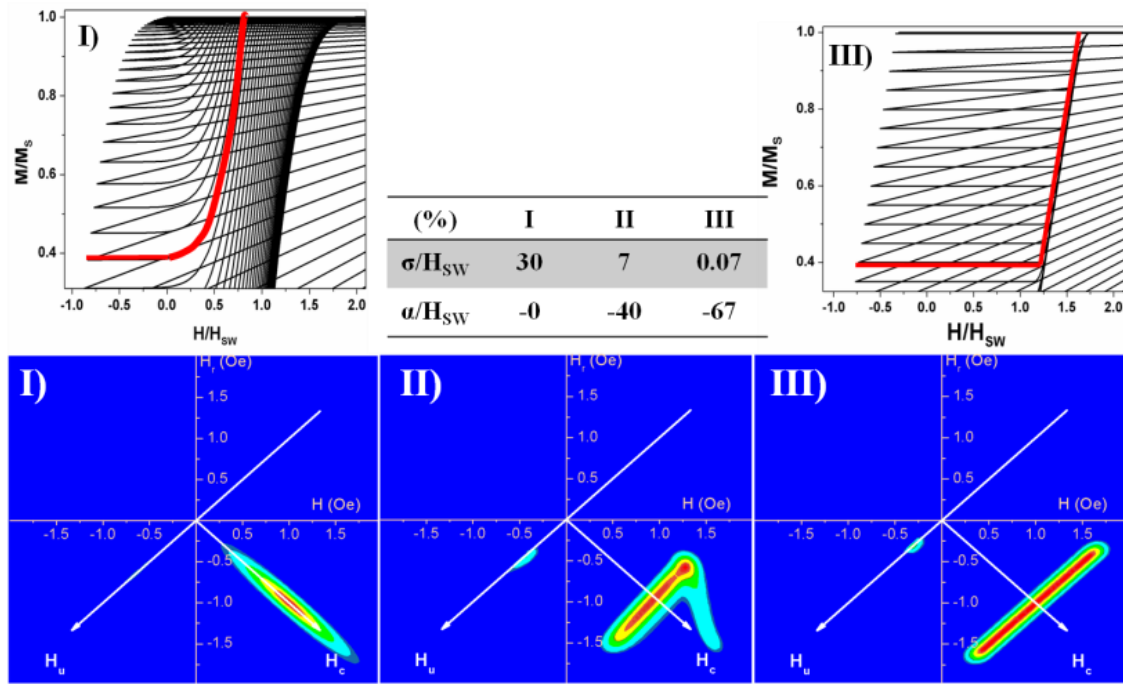 I)
M/M_S
1.0
0.8
0.6
0.4
-1.0 -0.5 0.0 0.5 1.0 1.5 2.0
H/H_SW
(%) I II III
σ/H_SW 30 7 0.07
α/H_SW -0 -40 -67
III)
M/M_S
1.0
0.8
0.6
0.4
-1.0 -0.5 0.0 0.5 1.0 1.5 2.0
H/H_SW
I)
H_r (Oe)
1.5
1.0
0.5
H (Oe)
-1.5 -1.0 -0.5 0.5 1.0 1.5
-0.5
-1.0
-1.5
H_u
H_c
II)
H_r (Oe)
1.5
1.0
0.5
H (Oe)
-1.5 -1.0 -0.5 0.5 1.0 1.5
-0.5
-1.0
-1.5
H_u
H_c
III)
H_r (Oe)
1.5
1.0
0.5
H (Oe)
-1.5 -1.0 -0.5 0.5 1.0 1.5
-0.5
-1.0
-1.5
H_u
H_c